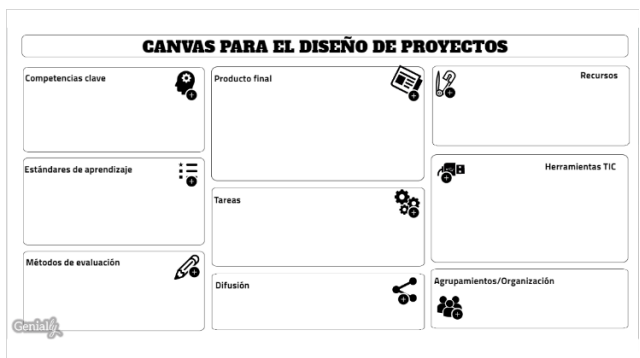 CANVAS PARA EL DISEÑO DE PROYECTOS
Competencias clave
Estándares de aprendizaje
Métodos de evaluación
Producto final
Tareas
Difusión
Recursos
Herramientas TIC
Agrupamientos/Organización
Genially